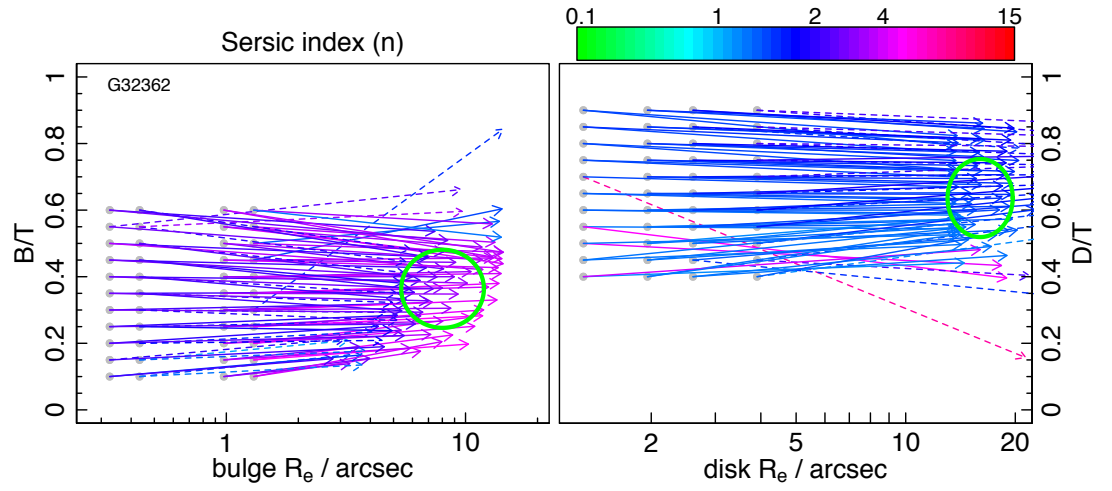 Sersic index (n)
0.1 1 2 4 15
G32362
B/T
0 0.2 0.4 0.6 0.8 1
1 10
bulge Re / arcsec
D/T
0 0.2 0.4 0.6 0.8 1
2 5 10 20
disk Re / arcsec